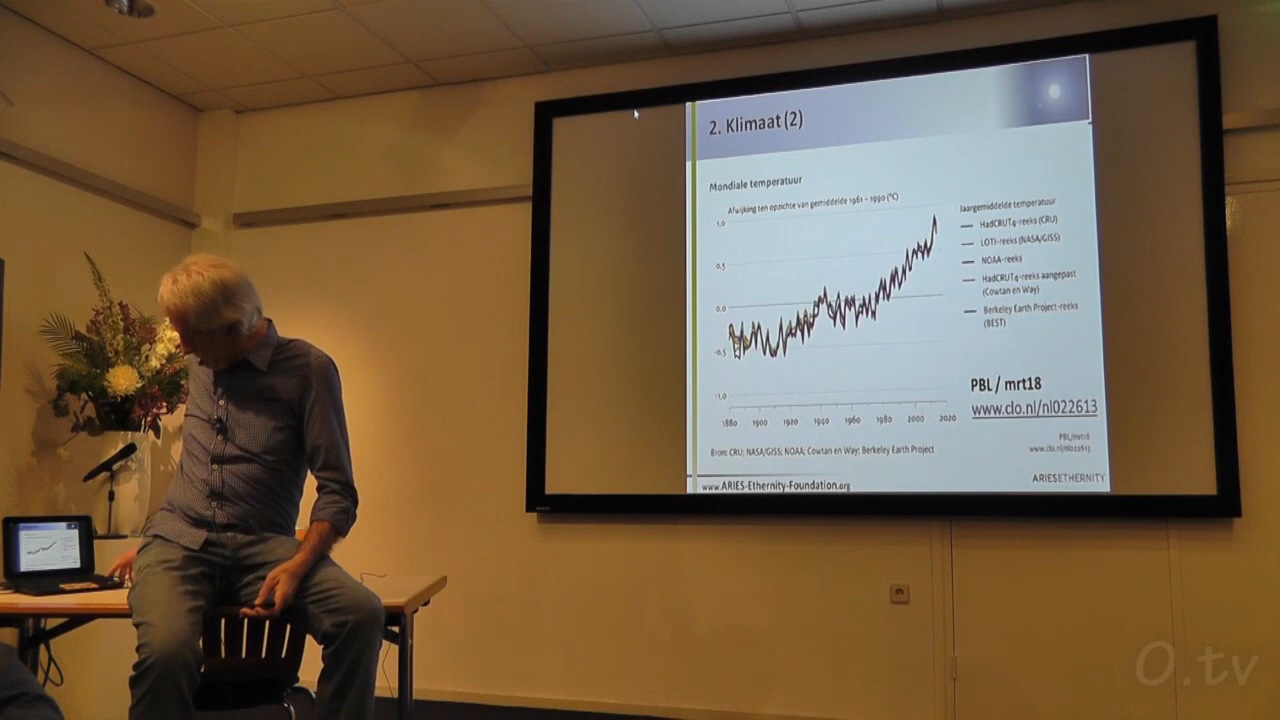 2. Klimaat (2)
Mondiale temperatuur
Afwijking ten opzichte van gemiddelde 1961 – 1990 (°C)
1,0
0,5
0,0
-0,5
-1,0
1880 1900 1920 1940 1960 1980 2000 2020
Jaargemiddelde temperatuur
HadCRUT4-reeks (CRU)
LOTI-reeks (NASA/GISS)
NOAA-reeks
HadCRUT4-reeks aangepast
(Cowtan en Way)
Berkeley Earth Project-reeks
(BEST)
PBL / mrt18
www.clo.nl/nl022613
PBL/mrt18
www.clo.nl/nl022613
Bron: CRU; NASA/GISS; NOAA; Cowtan en Way; Berkeley Earth Project
www.ARIES-Ethernity-Foundation.org
ARIESETHERNITY
O.tv